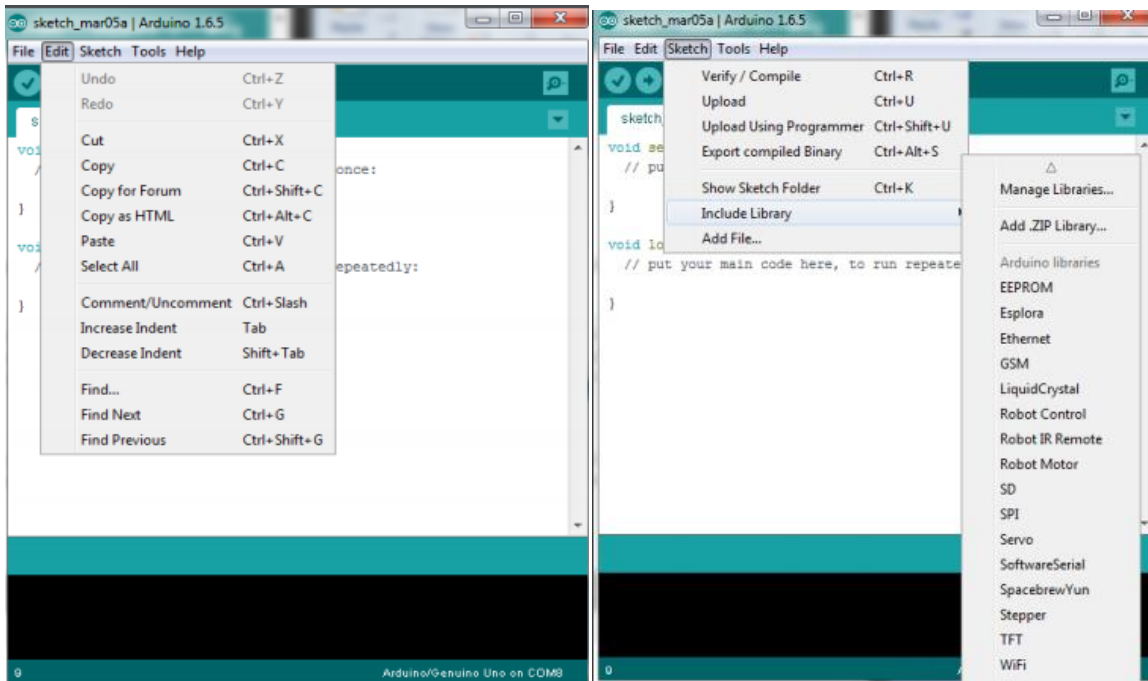 sketch_mar05a | Arduino 1.6.5
File Edit Sketch Tools Help
Undo Ctrl+Z
Redo Ctrl+Y
s
Cut Ctrl+X
voi
Copy Ctrl+C
/ once:
Copy for Forum Ctrl+Shift+C
}
Copy as HTML Ctrl+Alt+C
Paste Ctrl+V
voi
Select All Ctrl+A
/ epeatedly:
Comment/Uncomment Ctrl+Slash
}
Increase Indent Tab
Decrease Indent Shift+Tab
Find... Ctrl+F
Find Next Ctrl+G
Find Previous Ctrl+Shift+G
9 Arduino/Genuino Uno on COM8
sketch_mar05a | Arduino 1.6.5
File Edit Sketch Tools Help
Verify / Compile Ctrl+R
Upload Ctrl+U
sketch_
Upload Using Programmer Ctrl+Shift+U
void se
Export compiled Binary Ctrl+Alt+S
// pu
Show Sketch Folder Ctrl+K
}
Include Library
Add File...
void lo
// put your main code here, to run repeate
}
9 A
Manage Libraries...
Add .ZIP Library...
Arduino libraries
EEPROM
Esplora
Ethernet
GSM
LiquidCrystal
Robot Control
Robot IR Remote
Robot Motor
SD
SPI
Servo
SoftwareSerial
SpacebrewYun
Stepper
TFT
WiFi